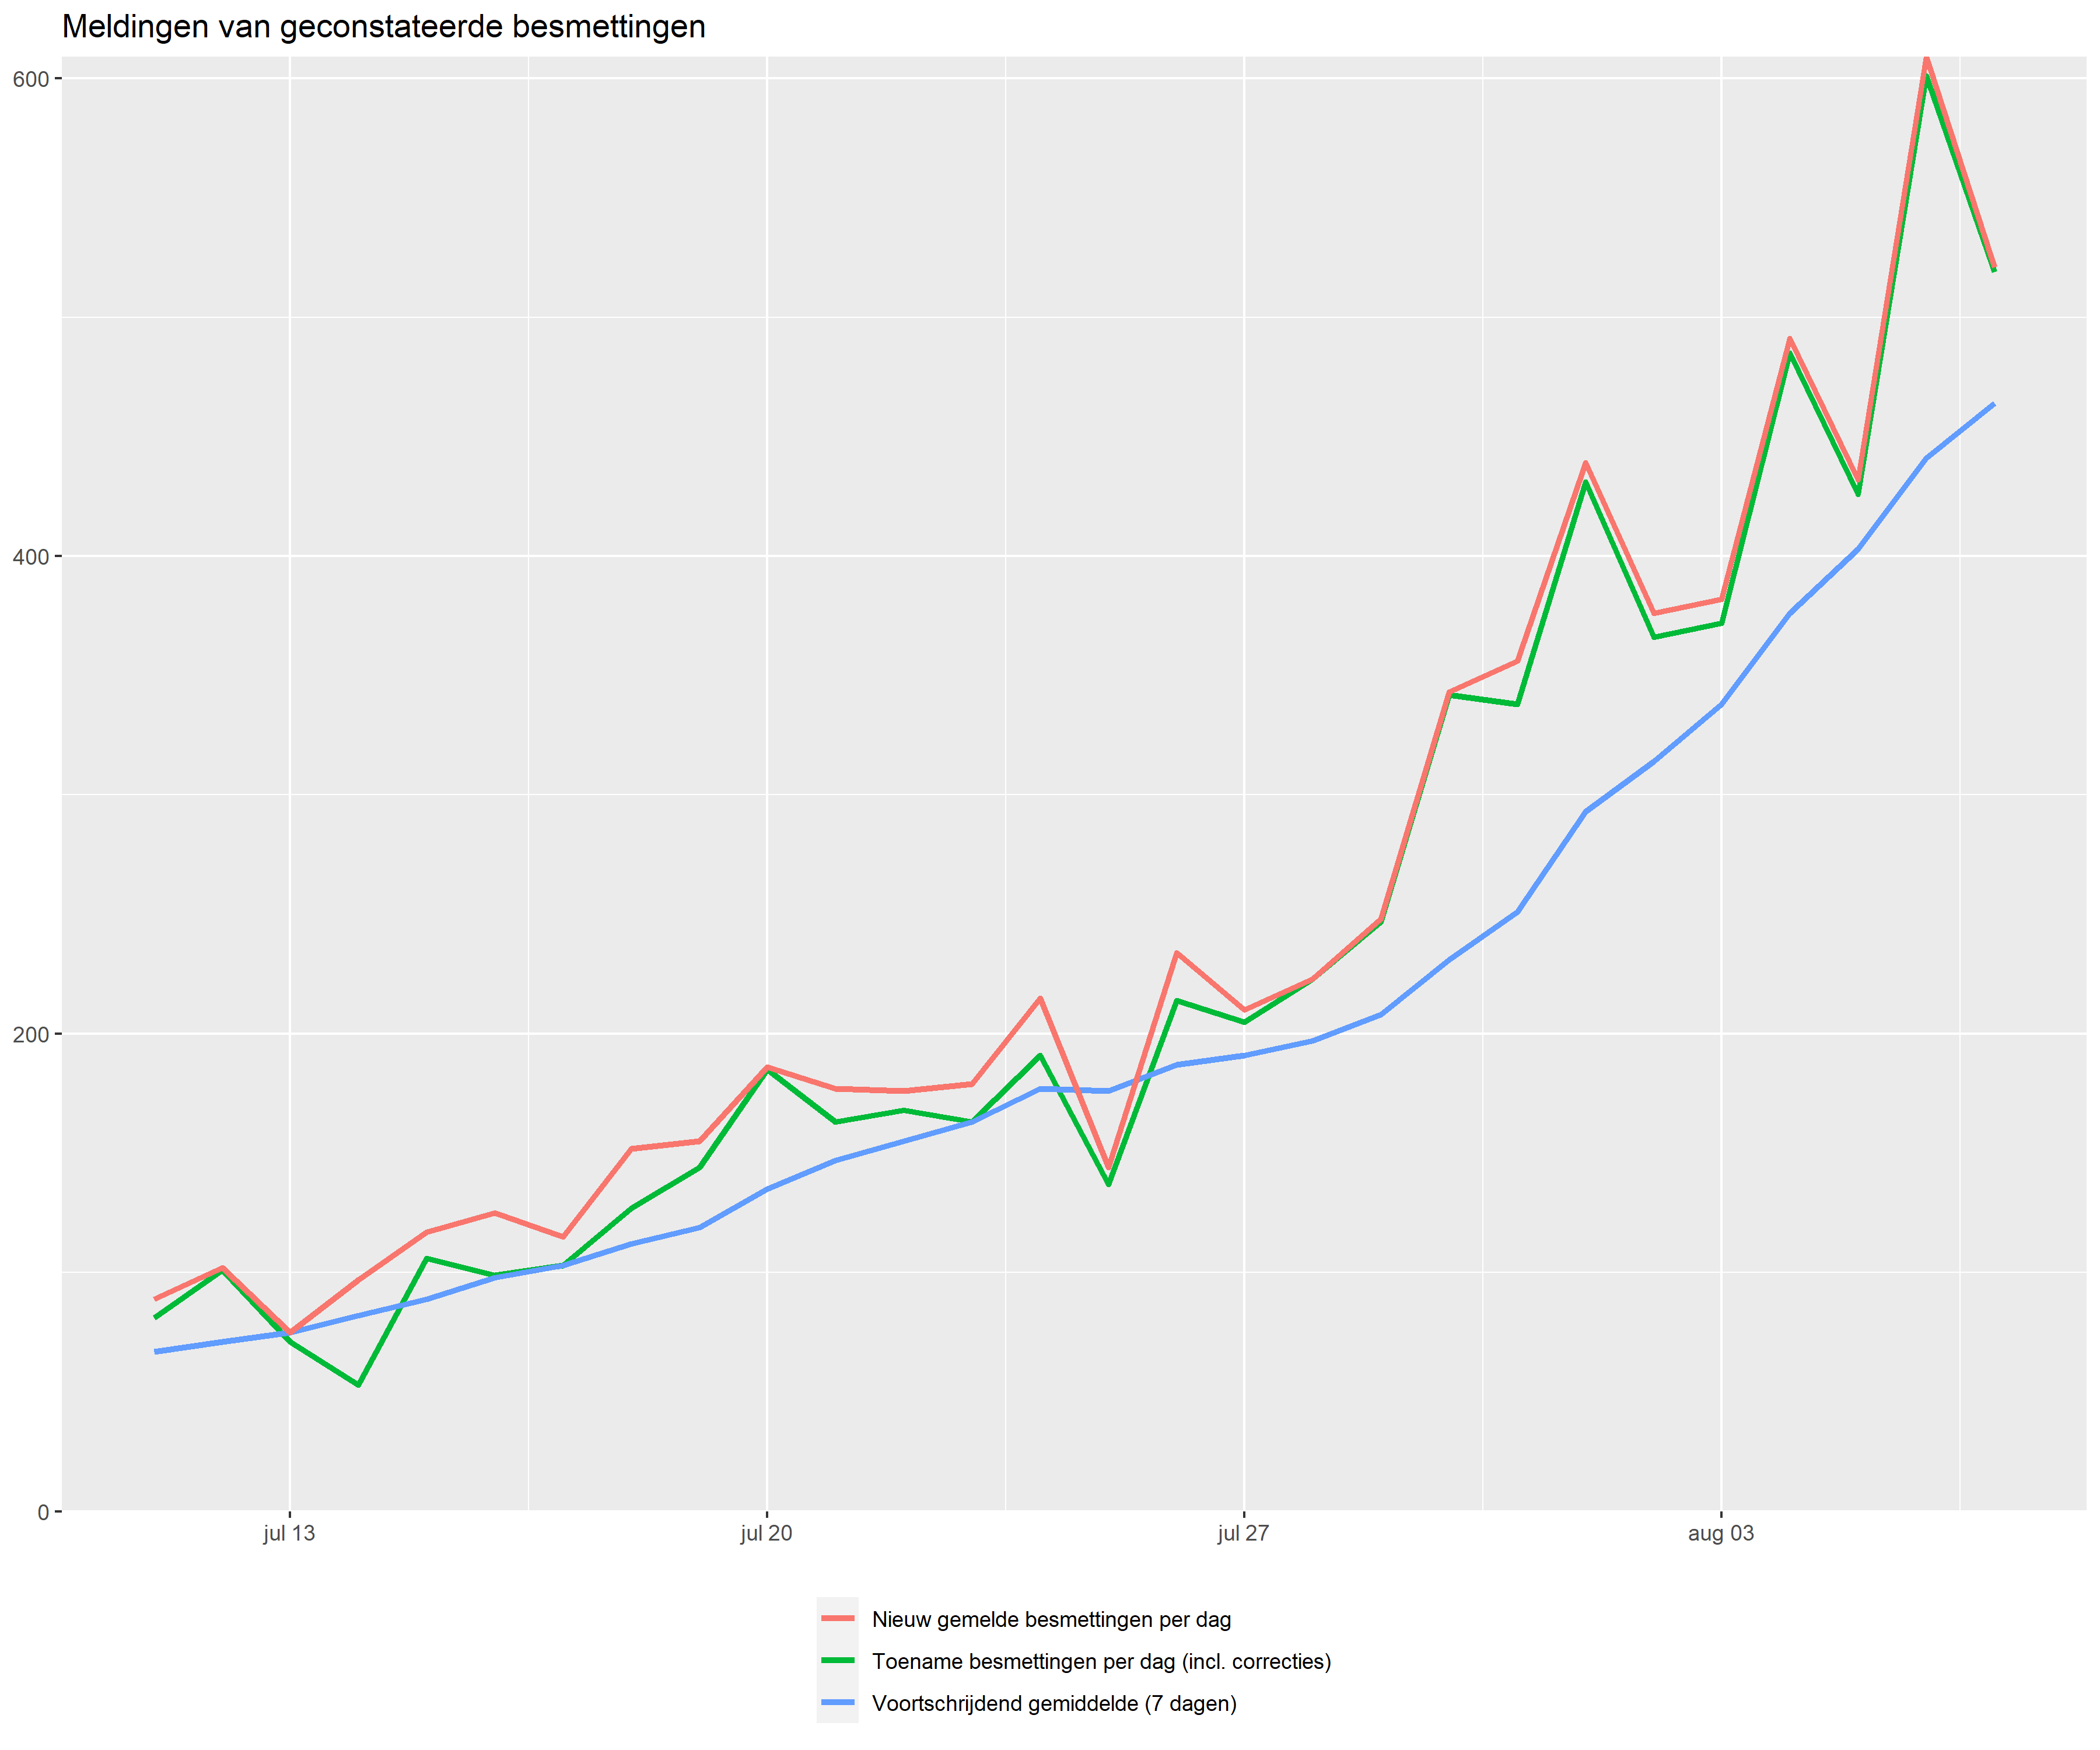 Meldingen van geconstateerde besmettingen
600
400
200
0
jul 13
jul 20
jul 27
aug 03
Nieuw gemelde besmettingen per dag
Toename besmettingen per dag (incl. correcties)
Voortschrijdend gemiddelde (7 dagen)